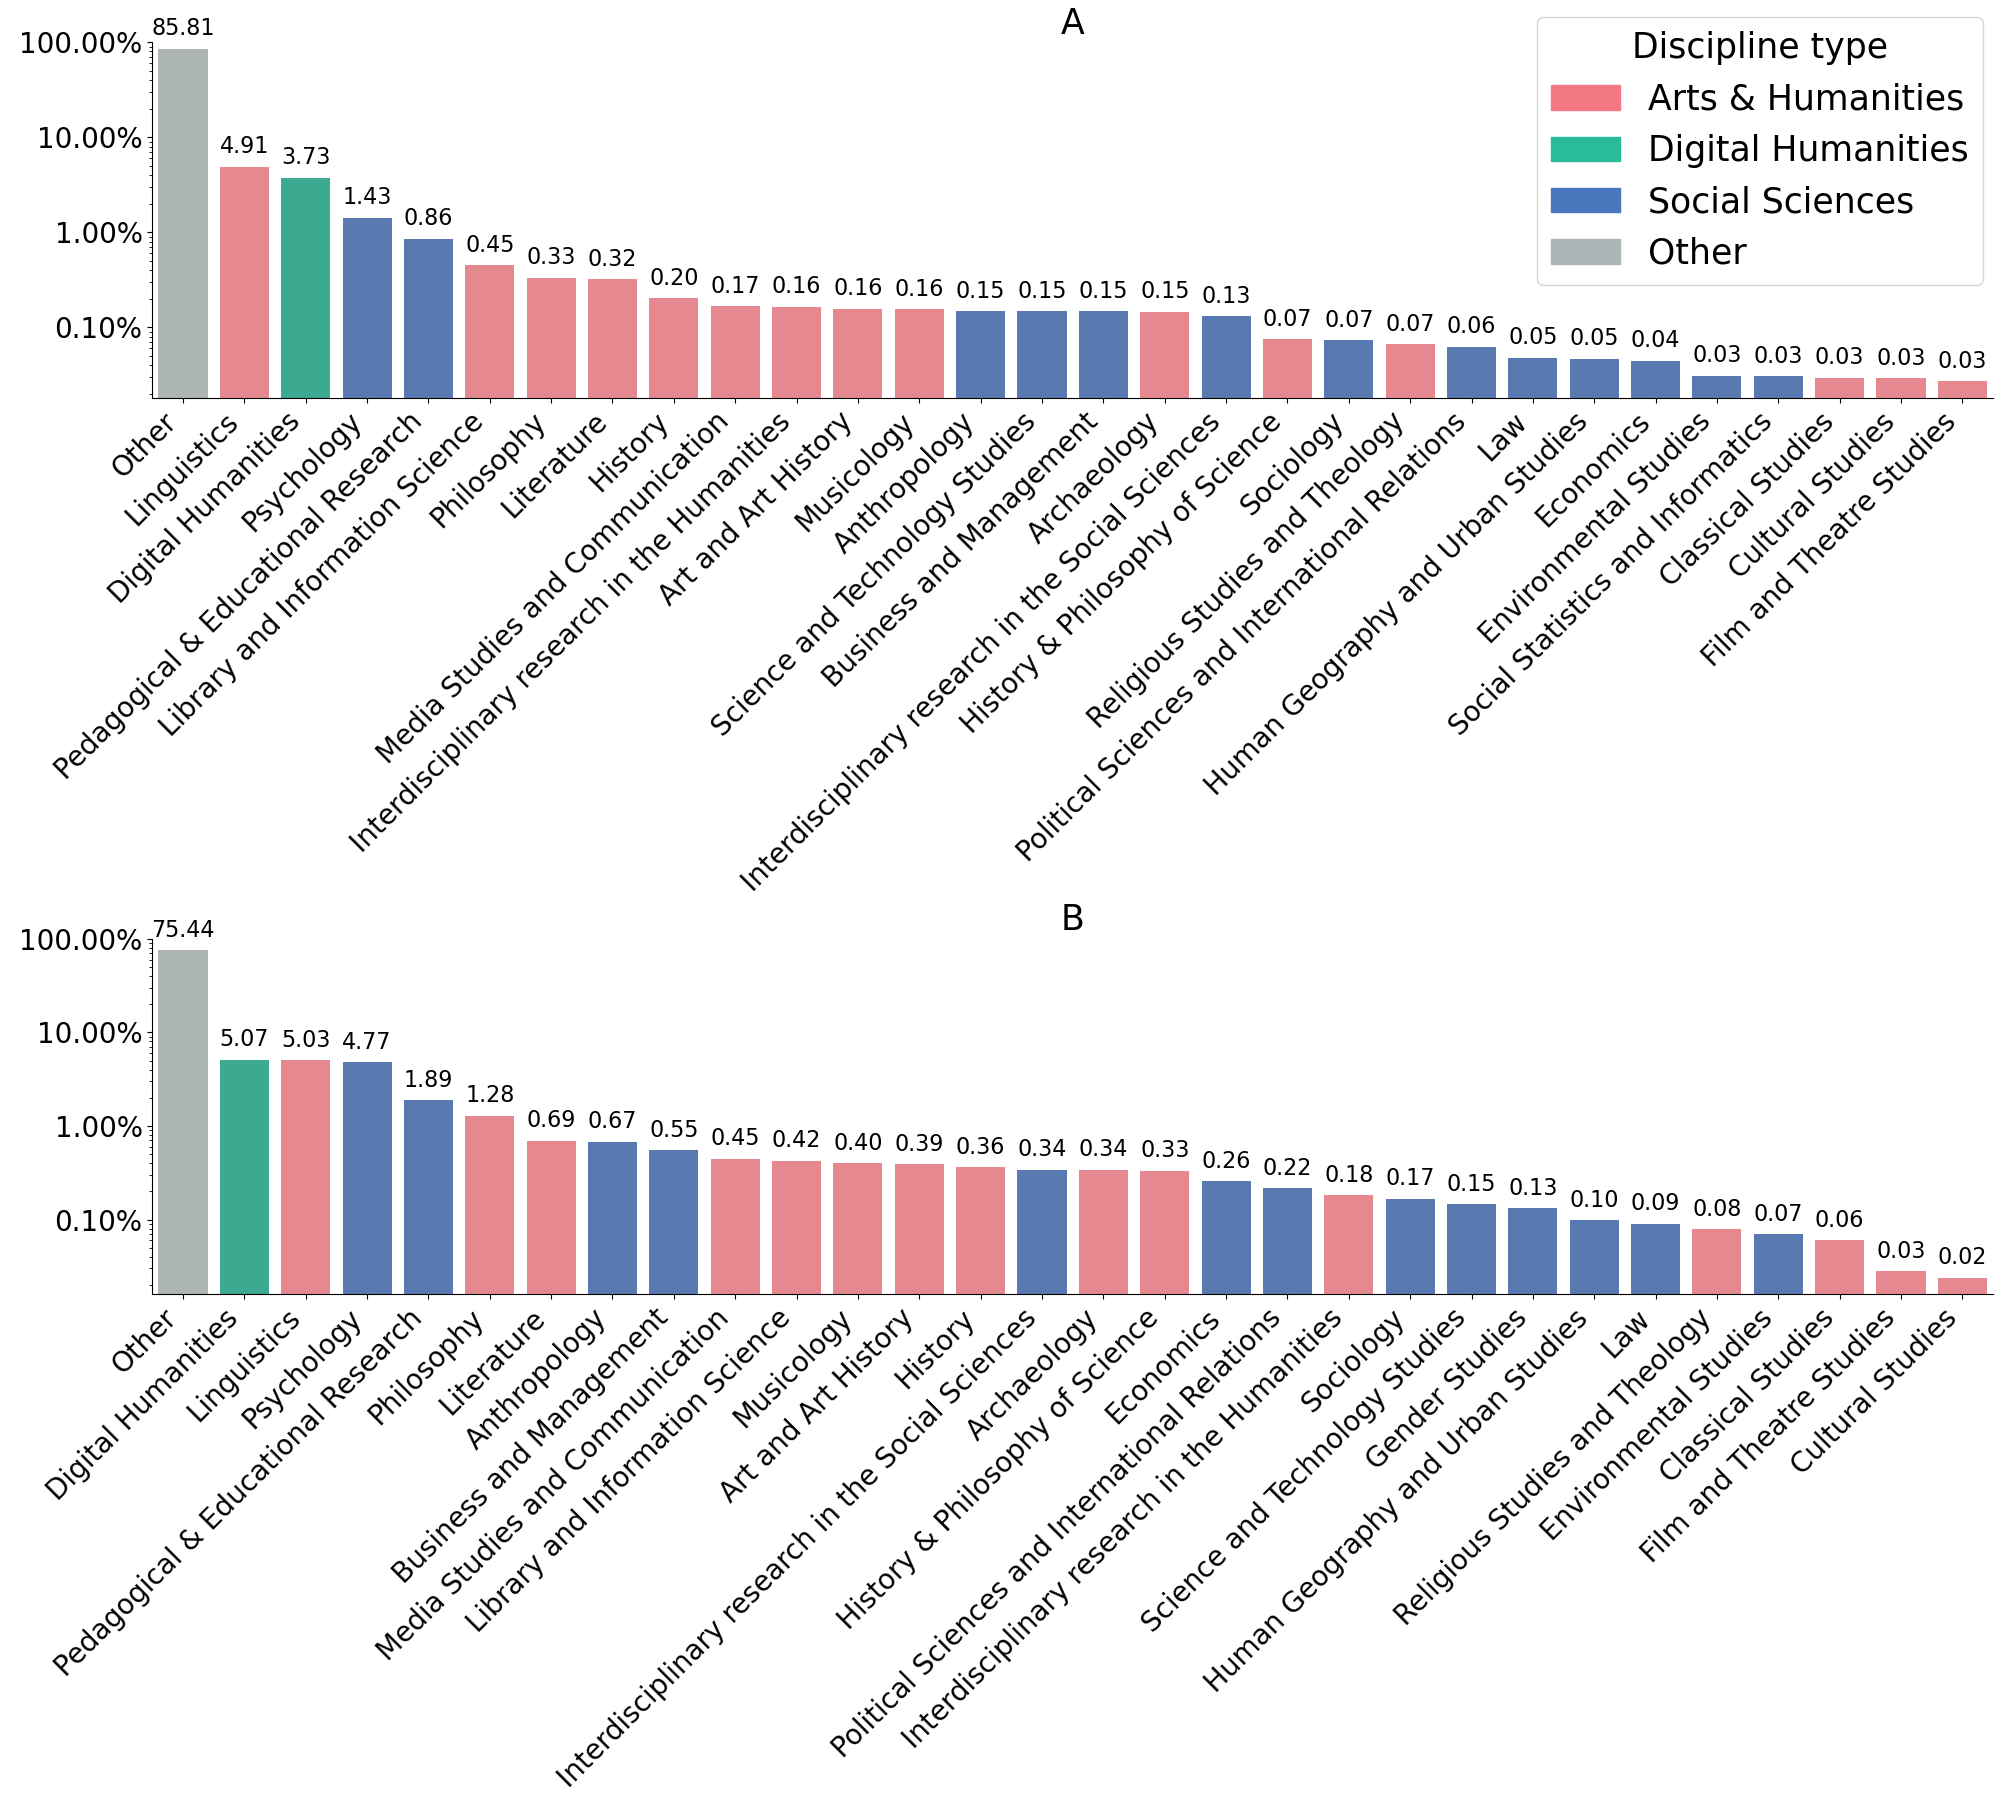 A
Discipline type
Arts & Humanities
Digital Humanities
Social Sciences
Other
100.00%
10.00%
1.00%
0.10%
85.81
4.91
3.73
1.43
0.86
0.45
0.33
0.32
0.20
0.17
0.16
0.16
0.16
0.15
0.15
0.15
0.15
0.13
0.07
0.07
0.07
0.06
0.05
0.05
0.04
0.03
0.03
0.03
0.03
0.03
Other
Linguistics
Digital Humanities
Psychology
Pedagogical & Educational Research
Library and Information Science
Philosophy
Literature
History
Media Studies and Communication
Interdisciplinary research in the Humanities
Art and Art History
Musicology
Anthropology
Science and Technology Studies
Business and Management
Archaeology
Interdisciplinary research in the Social Sciences
History & Philosophy of Science
Sociology
Religious Studies and Theology
Political Sciences and International Relations
Law
Human Geography and Urban Studies
Economics
Environmental Studies
Social Statistics and Informatics
Classical Studies
Cultural Studies
Film and Theatre Studies
B
100.00%
10.00%
1.00%
0.10%
75.44
5.07
5.03
4.77
1.89
1.28
0.69
0.67
0.55
0.45
0.42
0.40
0.39
0.36
0.34
0.34
0.33
0.26
0.22
0.18
0.17
0.15
0.13
0.10
0.09
0.08
0.07
0.06
0.03
0.02
Other
Digital Humanities
Linguistics
Psychology
Pedagogical & Educational Research
Philosophy
Literature
Anthropology
Business and Management
Media Studies and Communication
Library and Information Science
Musicology
Art and Art History
History
Interdisciplinary research in the Social Sciences
Archaeology
History & Philosophy of Science
Economics
Political Sciences and International Relations
Interdisciplinary research in the Humanities
Sociology
Science and Technology Studies
Gender Studies
Human Geography and Urban Studies
Law
Religious Studies and Theology
Environmental Studies
Classical Studies
Film and Theatre Studies
Cultural Studies